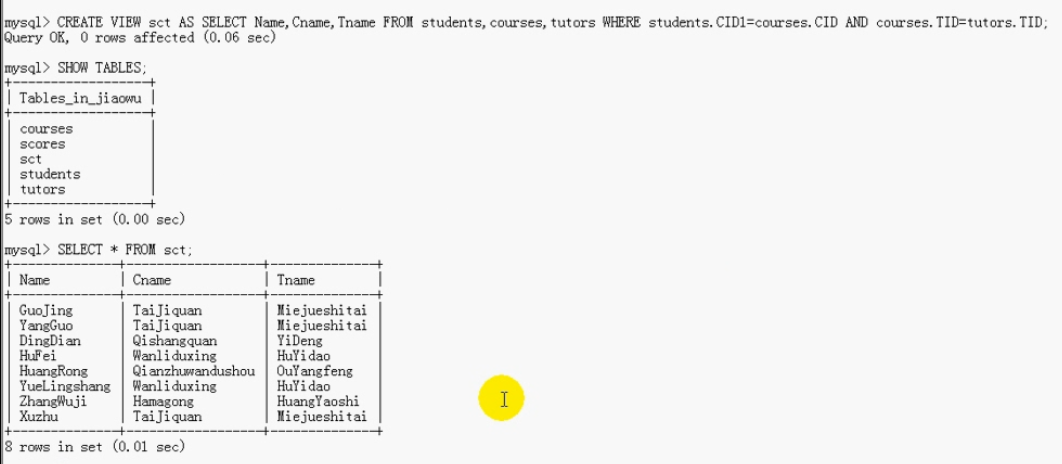 mysql> CREATE VIEW sct AS SELECT Name,Cname,Tname FROM students,courses,tutors WHERE students.CID1=courses.CID AND courses.TID=tutors.TID;
Query OK, 0 rows affected (0.06 sec)
mysql> SHOW TABLES;
+------------------+
| Tables_in_jiaowu |
+------------------+
| courses          |
| scores           |
| sct              |
| students         |
| tutors           |
+------------------+
5 rows in set (0.00 sec)
mysql> SELECT * FROM sct;
+--------------+------------------+--------------+
| Name         | Cname            | Tname        |
+--------------+------------------+--------------+
| GuoJing      | TaiJiquan        | Miejueshitai |
| YangGuo      | TaiJiquan        | Miejueshitai |
| DingDian     | Qishangquan      | YiDeng       |
| HuFei        | Wanliduxing      | HuYidao      |
| HuangRong    | Qianzhuwandushou | OuYangfeng   |
| YueLingshang | Wanliduxing      | HuYidao      |
| ZhangWuji    | Hamagong         | HuangYaoshi  |
| Xuzhu        | TaiJiquan        | Miejueshitai |
+--------------+------------------+--------------+
8 rows in set (0.01 sec)